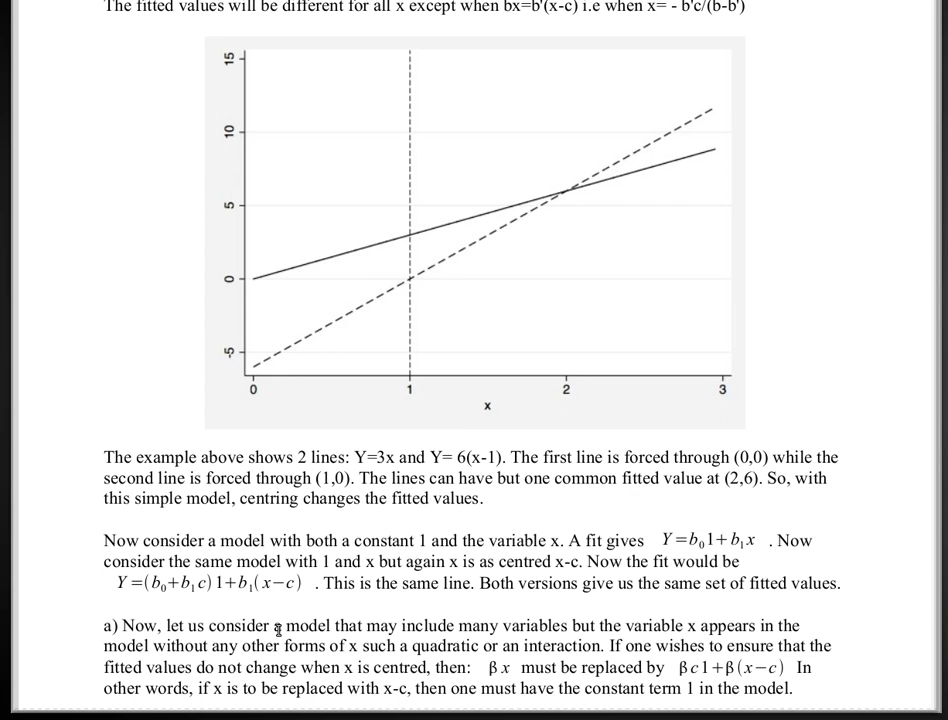 The fitted values will be different for all x except when bx=b'(x-c) i.e when x= - b'c/(b-b')
15
10
5
0
-5
0 1 2 3
x
The example above shows 2 lines: Y=3x and Y= 6(x-1). The first line is forced through (0,0) while the
second line is forced through (1,0). The lines can have but one common fitted value at (2,6). So, with
this simple model, centring changes the fitted values.
Now consider a model with both a constant 1 and the variable x. A fit gives Y=b₀1+b₁x . Now
consider the same model with 1 and x but again x is as centred x-c. Now the fit would be
Y=(b₀+b₁c)1+b₁(x−c) . This is the same line. Both versions give us the same set of fitted values.
a) Now, let us consider a model that may include many variables but the variable x appears in the
model without any other forms of x such a quadratic or an interaction. If one wishes to ensure that the
fitted values do not change when x is centred, then: βx must be replaced by βc1+β(x−c) In
other words, if x is to be replaced with x-c, then one must have the constant term 1 in the model.